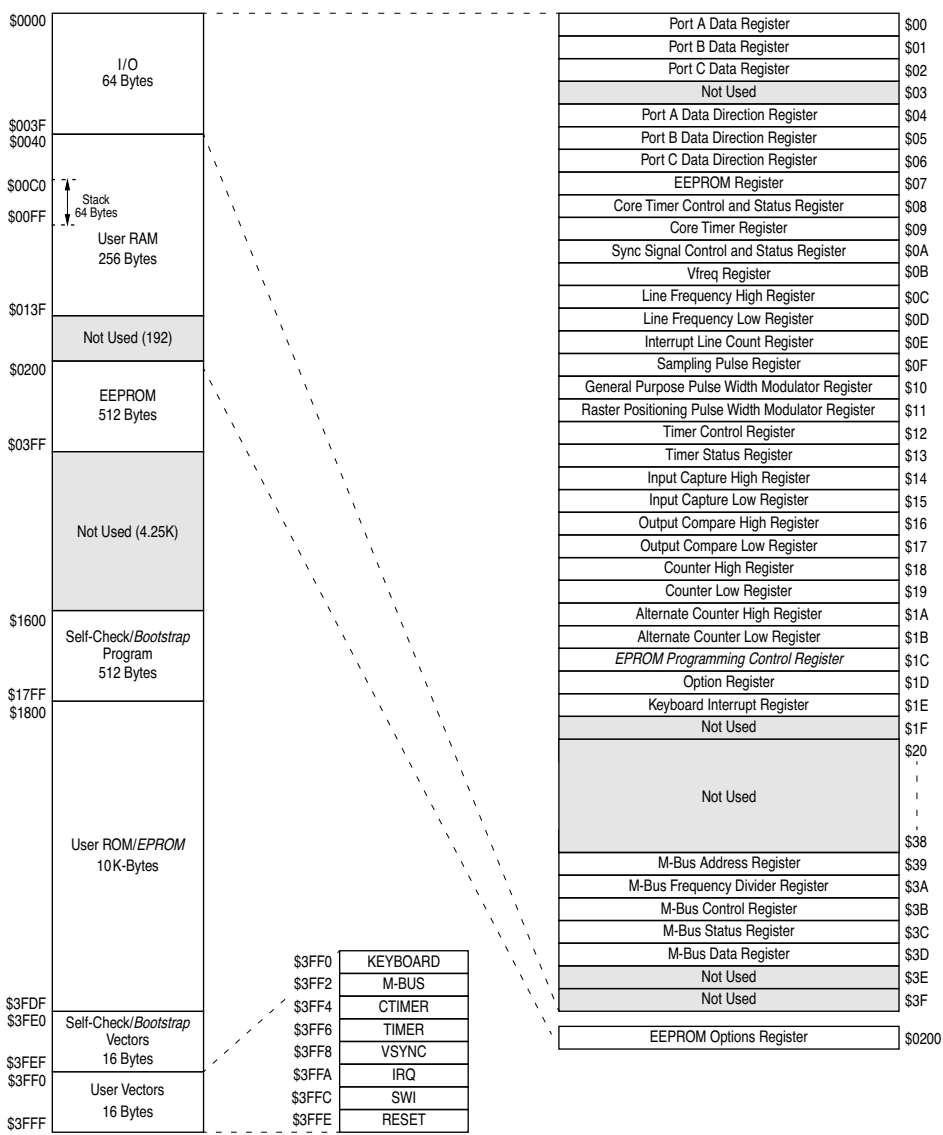 $0000
I/O
64 Bytes
$003F
$0040
$00C0
Stack
64 Bytes
$00FF
User RAM
256 Bytes
$013F
Not Used (192)
$0200
EEPROM
512 Bytes
$03FF
Not Used (4.25K)
$1600
Self-Check/Bootstrap
Program
512 Bytes
$17FF
$1800
User ROM/EPROM
10K-Bytes
$3FDF
$3FE0
Self-Check/Bootstrap
Vectors
16 Bytes
$3FEF
$3FF0
User Vectors
16 Bytes
$3FFF
$3FF0 KEYBOARD
$3FF2 M-BUS
$3FF4 CTIMER
$3FF6 TIMER
$3FF8 VSYNC
$3FFA IRQ
$3FFC SWI
$3FFE RESET
Port A Data Register $00
Port B Data Register $01
Port C Data Register $02
Not Used $03
Port A Data Direction Register $04
Port B Data Direction Register $05
Port C Data Direction Register $06
EEPROM Register $07
Core Timer Control and Status Register $08
Core Timer Register $09
Sync Signal Control and Status Register $0A
Vfreq Register $0B
Line Frequency High Register $0C
Line Frequency Low Register $0D
Interrupt Line Count Register $0E
Sampling Pulse Register $0F
General Purpose Pulse Width Modulator Register $10
Raster Positioning Pulse Width Modulator Register $11
Timer Control Register $12
Timer Status Register $13
Input Capture High Register $14
Input Capture Low Register $15
Output Compare High Register $16
Output Compare Low Register $17
Counter High Register $18
Counter Low Register $19
Alternate Counter High Register $1A
Alternate Counter Low Register $1B
EPROM Programming Control Register $1C
Option Register $1D
Keyboard Interrupt Register $1E
Not Used $1F
$20
Not Used
$38
M-Bus Address Register $39
M-Bus Frequency Divider Register $3A
M-Bus Control Register $3B
M-Bus Status Register $3C
M-Bus Data Register $3D
Not Used $3E
Not Used $3F
EEPROM Options Register $0200